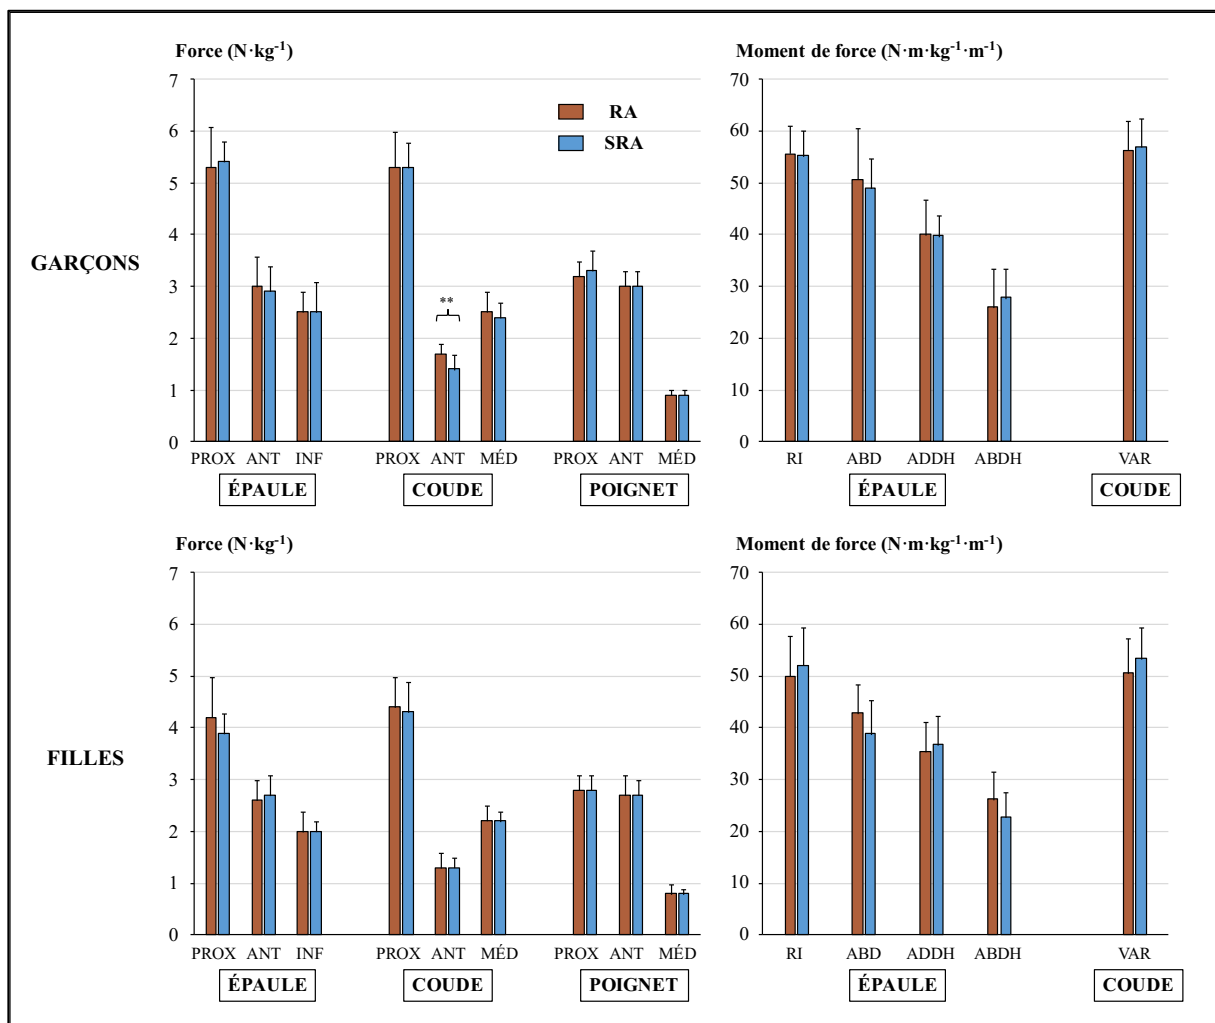 Force (N·kg⁻¹)
7
6
5
4
3
2
1
0
RA
SRA
**
PROX ANT INF PROX ANT MÉD PROX ANT MÉD
ÉPAULE COUDE POIGNET
Moment de force (N·m·kg⁻¹·m⁻¹)
70
60
50
40
30
20
10
0
RI ABD ADDH ABDH VAR
ÉPAULE COUDE
GARÇONS
Force (N·kg⁻¹)
7
6
5
4
3
2
1
0
PROX ANT INF PROX ANT MÉD PROX ANT MÉD
ÉPAULE COUDE POIGNET
Moment de force (N·m·kg⁻¹·m⁻¹)
70
60
50
40
30
20
10
0
RI ABD ADDH ABDH VAR
ÉPAULE COUDE
FILLES